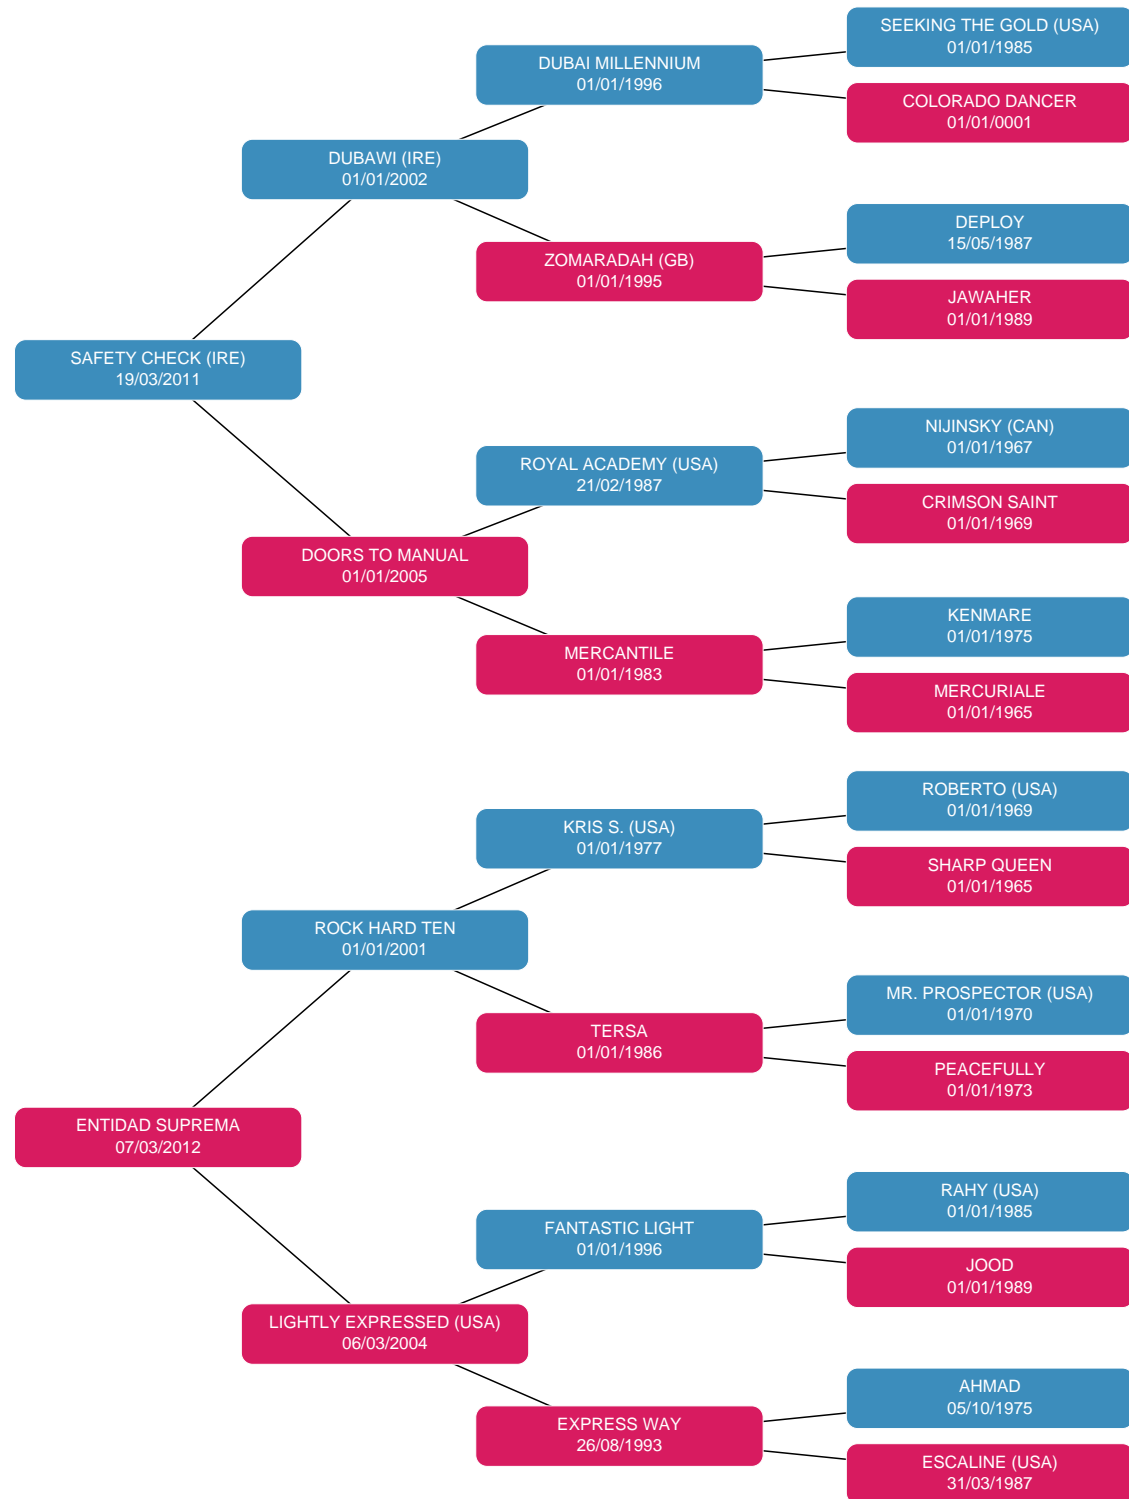 SEEKING THE GOLD (USA)
01/01/1985
DUBAI MILLENNIUM
01/01/1996
COLORADO DANCER
01/01/0001
DUBAWI (IRE)
01/01/2002
DEPLOY
15/05/1987
ZOMARADAH (GB)
01/01/1995
JAWAHER
01/01/1989
SAFETY CHECK (IRE)
19/03/2011
NIJINSKY (CAN)
01/01/1967
ROYAL ACADEMY (USA)
21/02/1987
CRIMSON SAINT
01/01/1969
DOORS TO MANUAL
01/01/2005
KENMARE
01/01/1975
MERCANTILE
01/01/1983
MERCURIALE
01/01/1965
ROBERTO (USA)
01/01/1969
KRIS S. (USA)
01/01/1977
SHARP QUEEN
01/01/1965
ROCK HARD TEN
01/01/2001
MR. PROSPECTOR (USA)
01/01/1970
TERSA
01/01/1986
PEACEFULLY
01/01/1973
ENTIDAD SUPREMA
07/03/2012
RAHY (USA)
01/01/1985
FANTASTIC LIGHT
01/01/1996
JOOD
01/01/1989
LIGHTLY EXPRESSED (USA)
06/03/2004
AHMAD
05/10/1975
EXPRESS WAY
26/08/1993
ESCALINE (USA)
31/03/1987